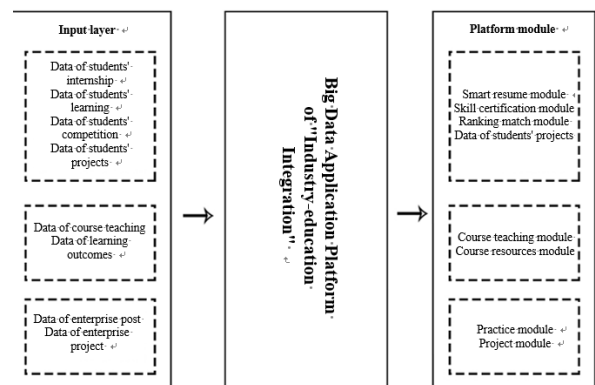 Input layer
Data of students'
internship
Data of students'
learning
Data of students'
competition
Data of students'
projects
Data of course teaching
Data of learning
outcomes
Data of enterprise post
Data of enterprise
project
Big Data Application Platform
of "Industry-education
Integration".
Platform module
Smart resume module
Skill certification module
Ranking match module
Data of students' projects
Course teaching module
Course resources module
Practice module
Project module